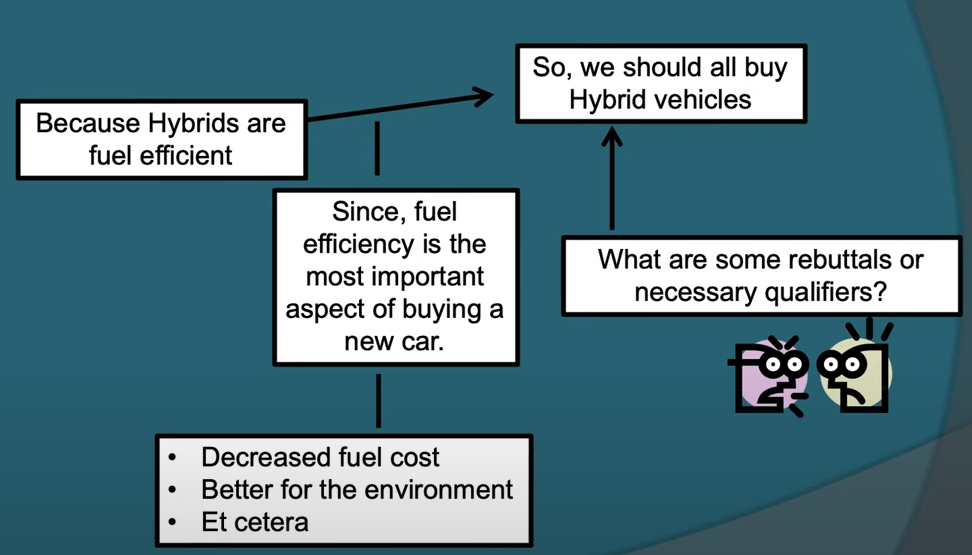 Because Hybrids are
fuel efficient
So, we should all buy
Hybrid vehicles
Since, fuel
efficiency is the
most important
aspect of buying a
new car.
What are some rebuttals or
necessary qualifiers?
• Decreased fuel cost
• Better for the environment
• Et cetera